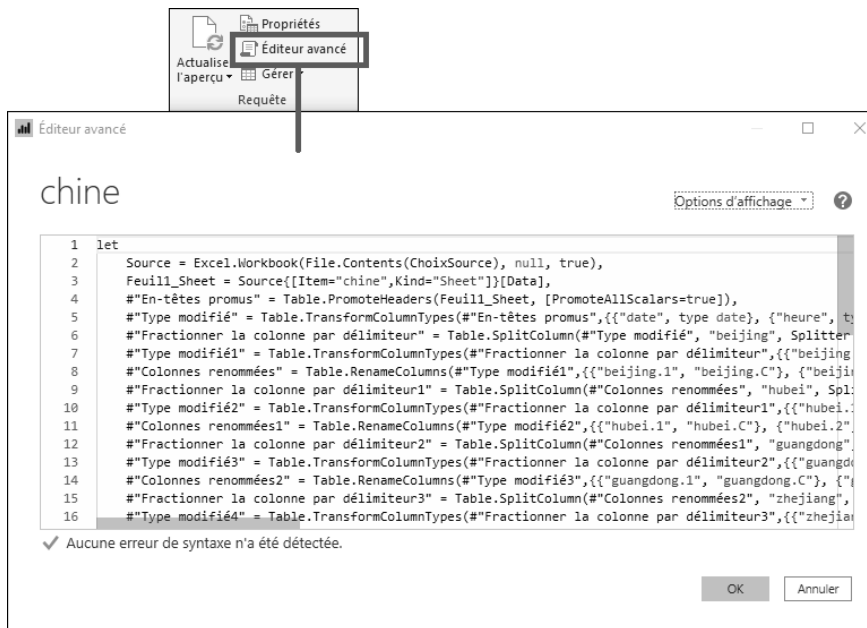 Propriétés
Éditeur avancé
Actualise
l'aperçu
Gérer
Requête
Éditeur avancé
chine
Options d'affichage
?
1 let
2 Source = Excel.Workbook(File.Contents(ChoixSource), null, true),
3 Feuil1_Sheet = Source{[Item="chine",Kind="Sheet"]}[Data],
4 #"En-têtes promus" = Table.PromoteHeaders(Feuil1_Sheet, [PromoteAllScalars=true]),
5 #"Type modifié" = Table.TransformColumnTypes(#"En-têtes promus",{{"date", type date}, {"heure", ty
6 #"Fractionner la colonne par délimiteur" = Table.SplitColumn(#"Type modifié", "beijing", Splitter
7 #"Type modifié1" = Table.TransformColumnTypes(#"Fractionner la colonne par délimiteur",{{"beijing
8 #"Colonnes renommées" = Table.RenameColumns(#"Type modifié1",{{"beijing.1", "beijing.C"}, {"beijin
9 #"Fractionner la colonne par délimiteur1" = Table.SplitColumn(#"Colonnes renommées", "hubei", Spl
10 #"Type modifié2" = Table.TransformColumnTypes(#"Fractionner la colonne par délimiteur1",{{"hubei.
11 #"Colonnes renommées1" = Table.RenameColumns(#"Type modifié2",{{"hubei.1", "hubei.C"}, {"hubei.2"
12 #"Fractionner la colonne par délimiteur2" = Table.SplitColumn(#"Colonnes renommées1", "guangdong"
13 #"Type modifié3" = Table.TransformColumnTypes(#"Fractionner la colonne par délimiteur2",{{"guangdo
14 #"Colonnes renommées2" = Table.RenameColumns(#"Type modifié3",{{"guangdong.1", "guangdong.C"}, {"g
15 #"Fractionner la colonne par délimiteur3" = Table.SplitColumn(#"Colonnes renommées2", "zhejiang",
16 #"Type modifié4" = Table.TransformColumnTypes(#"Fractionner la colonne par délimiteur3",{{"zhejia
Aucune erreur de syntaxe n'a été détectée.
OK
Annuler